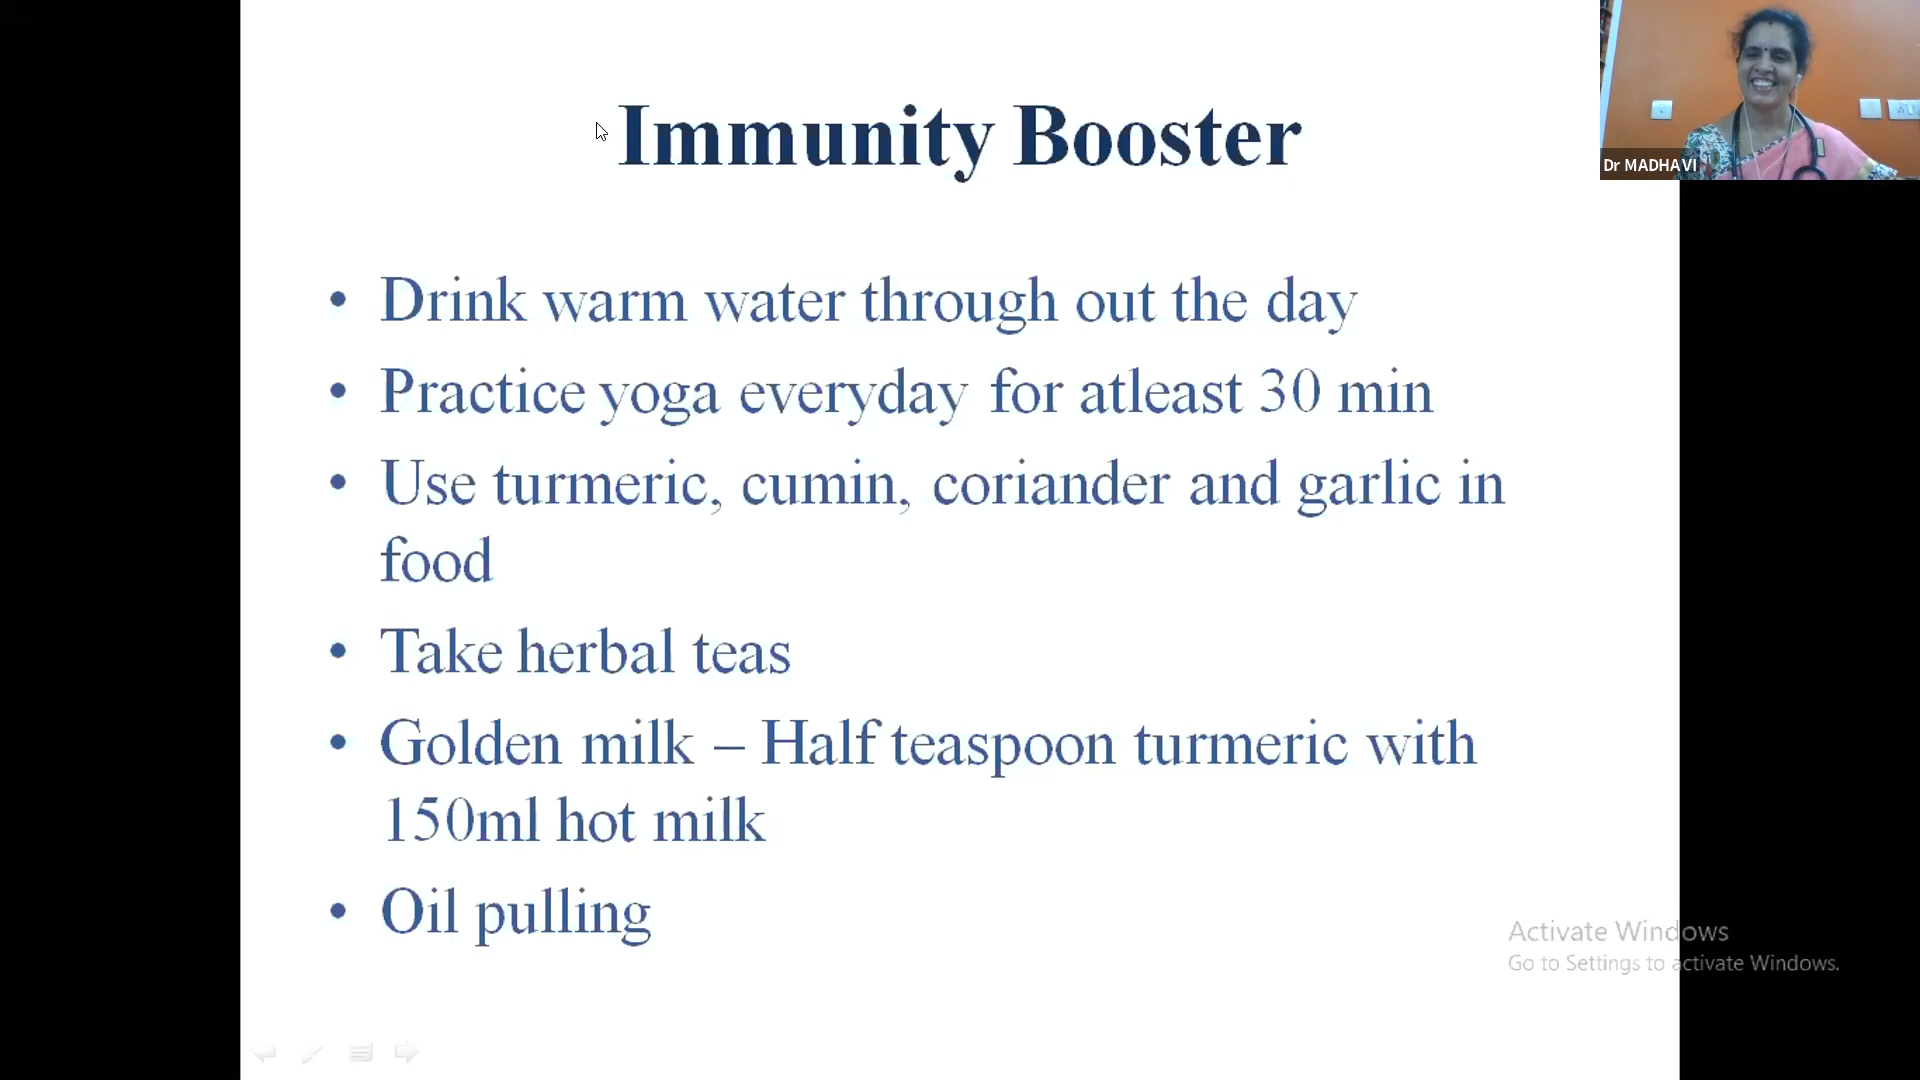 Immunity Booster
Dr MADHAVI
• Drink warm water through out the day
• Practice yoga everyday for atleast 30 min
• Use turmeric, cumin, coriander and garlic in
food
• Take herbal teas
• Golden milk – Half teaspoon turmeric with
150ml hot milk
• Oil pulling
Activate Windows
Go to Settings to activate Windows.